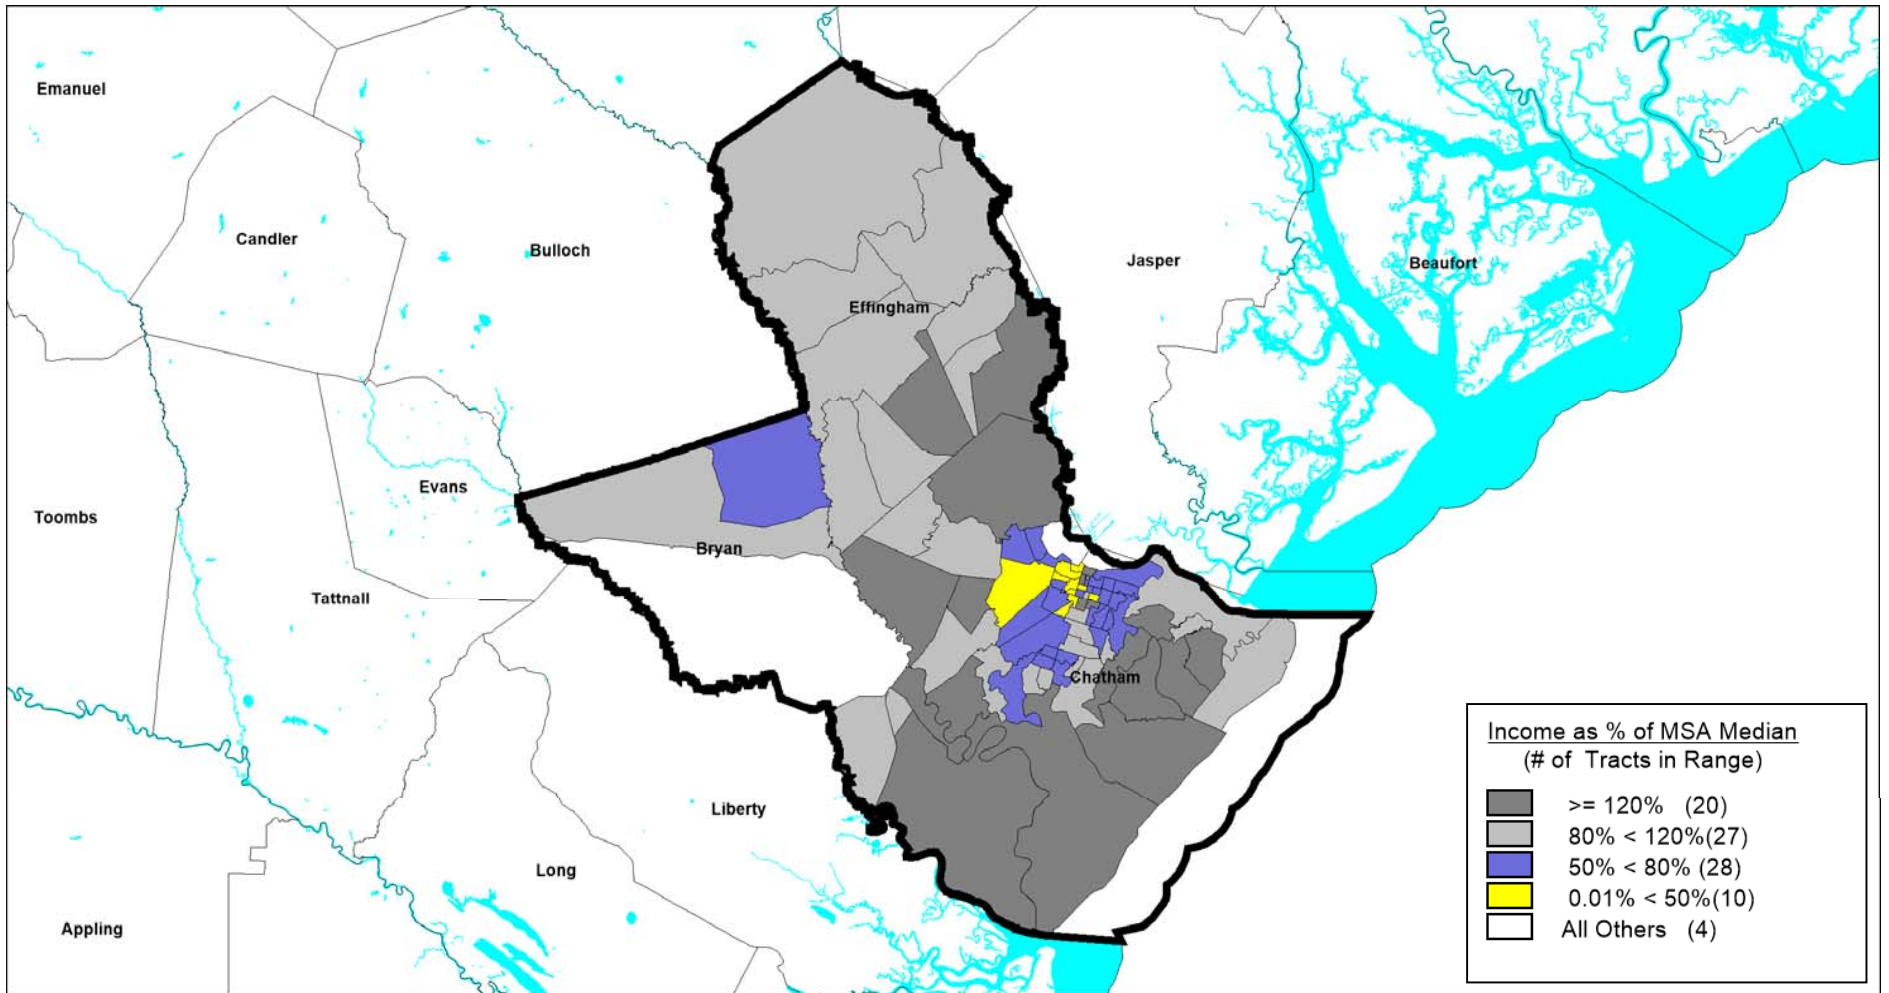 Emanuel
Candler
Bulloch
Jasper
Beaufort
Effingham
Evans
Toombs
Bryan
Tattnall
Chatham
Liberty
Long
Appling
Income as % of MSA Median
(# of Tracts in Range)
>= 120% (20)
80% < 120%(27)
50% < 80% (28)
0.01% < 50%(10)
All Others (4)